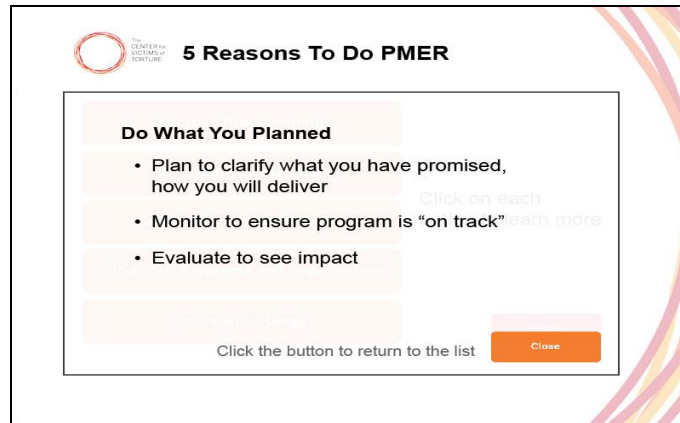 The
CENTER for
VICTIMS of
TORTURE
5 Reasons To Do PMER
Do What You Planned
• Plan to clarify what you have promised,
how you will deliver
Click on each
• Monitor to ensure program is “on track”
learn more
• Evaluate to see impact
Share Knowledge
Click the button to return to the list
Close